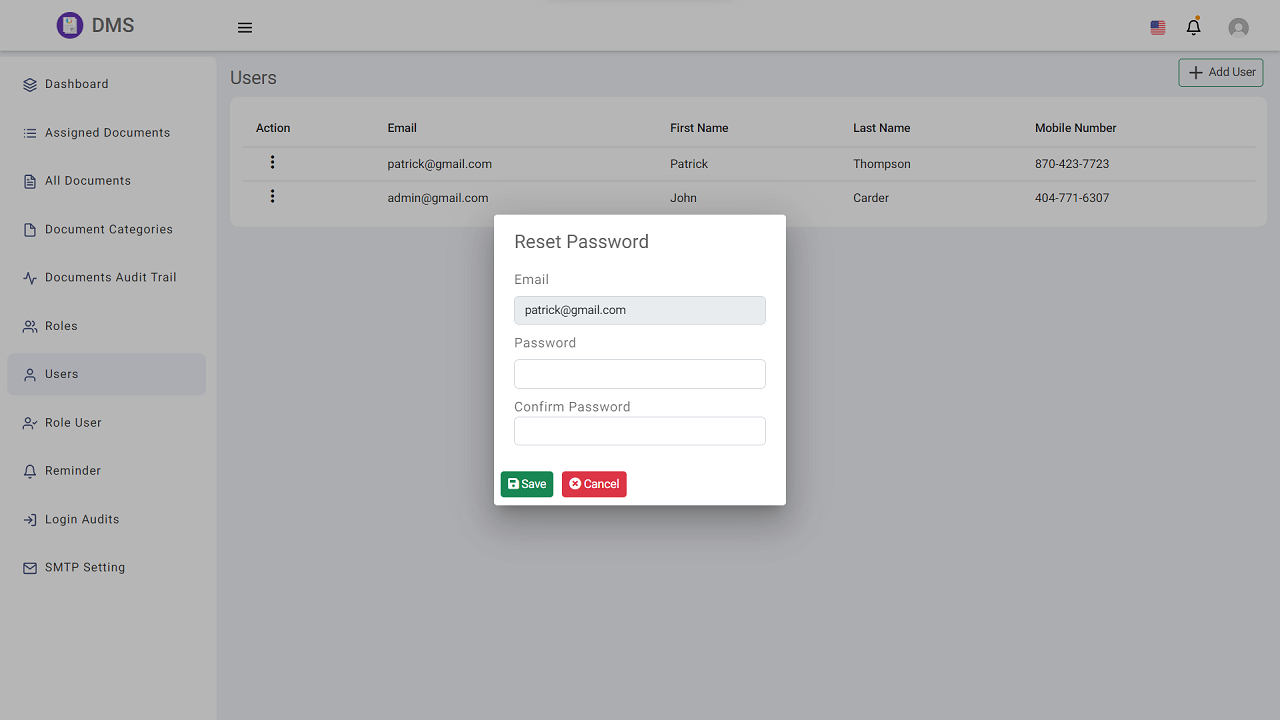 DMS
Dashboard
Assigned Documents
All Documents
Document Categories
Documents Audit Trail
Roles
Users
Role User
Reminder
Login Audits
SMTP Setting
Users
Add User
Action Email First Name Last Name Mobile Number
patrick@gmail.com Patrick Thompson 870-423-7723
admin@gmail.com John Carder 404-771-6307
Reset Password
Email
patrick@gmail.com
Password
Confirm Password
Save Cancel